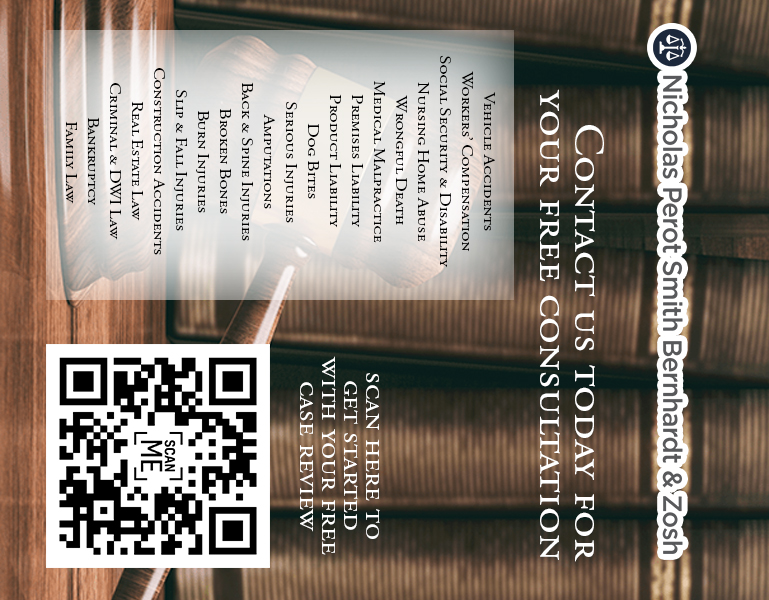 Nicholas Perot Smith Bernhardt & Zosh
Contact us today for
your free consultation
Vehicle Accidents
Workers' Compensation
Social Security & Disability
Nursing Home Abuse
Wrongful Death
Medical Malpractice
Premises Liability
Product Liability
Dog Bites
Serious Injuries
Amputations
Back & Spine Injuries
Broken Bones
Burn Injuries
Slip & Fall Injuries
Construction Accidents
Real Estate Law
Criminal & DWI Law
Bankruptcy
Family Law
scan here to
get started
with your free
case review
SCAN
ME